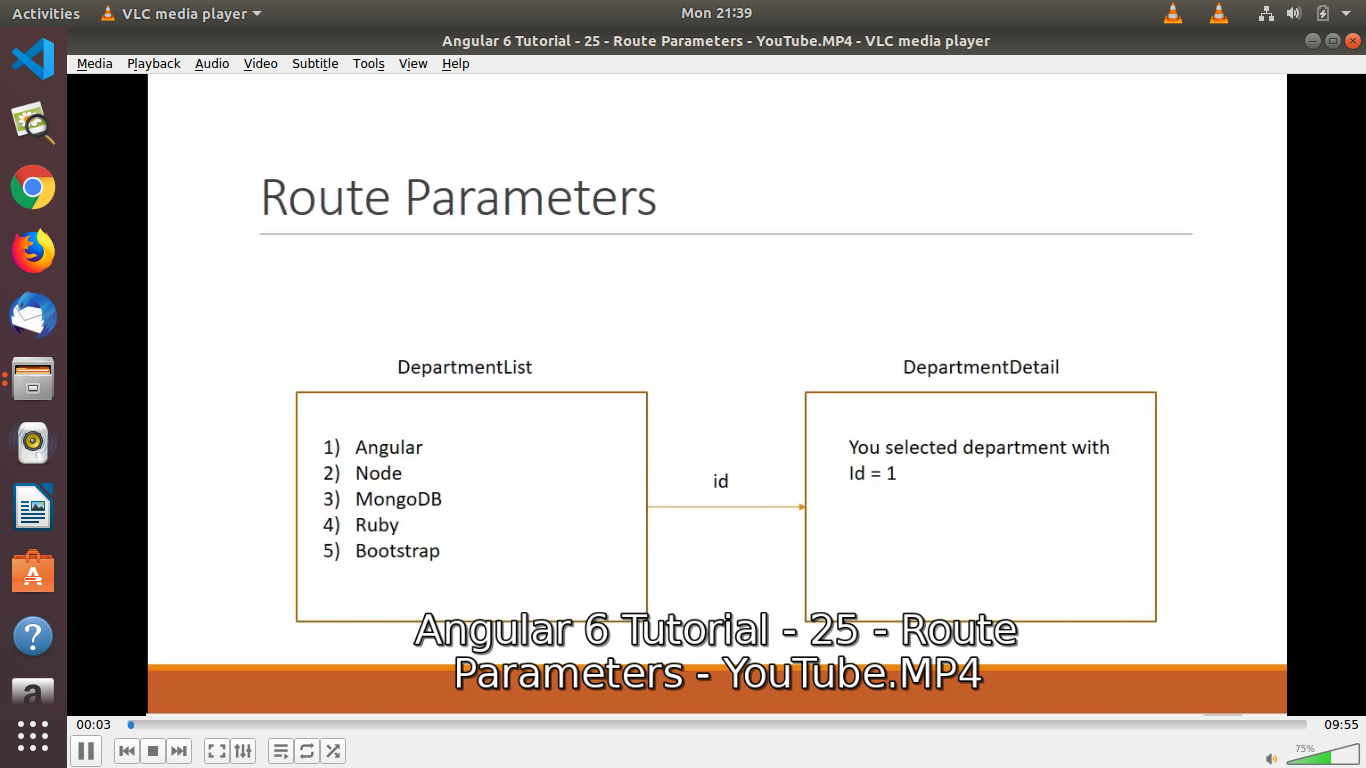 Activities
VLC media player
Mon 21:39
Angular 6 Tutorial - 25 - Route Parameters - YouTube.MP4 - VLC media player
Media Playback Audio Video Subtitle Tools View Help
Route Parameters
DepartmentList
1) Angular
2) Node
3) MongoDB
4) Ruby
5) Bootstrap
id
DepartmentDetail
You selected department with
Id = 1
Angular 6 Tutorial - 25 - Route
Parameters - YouTube.MP4
00:03
09:55
75%